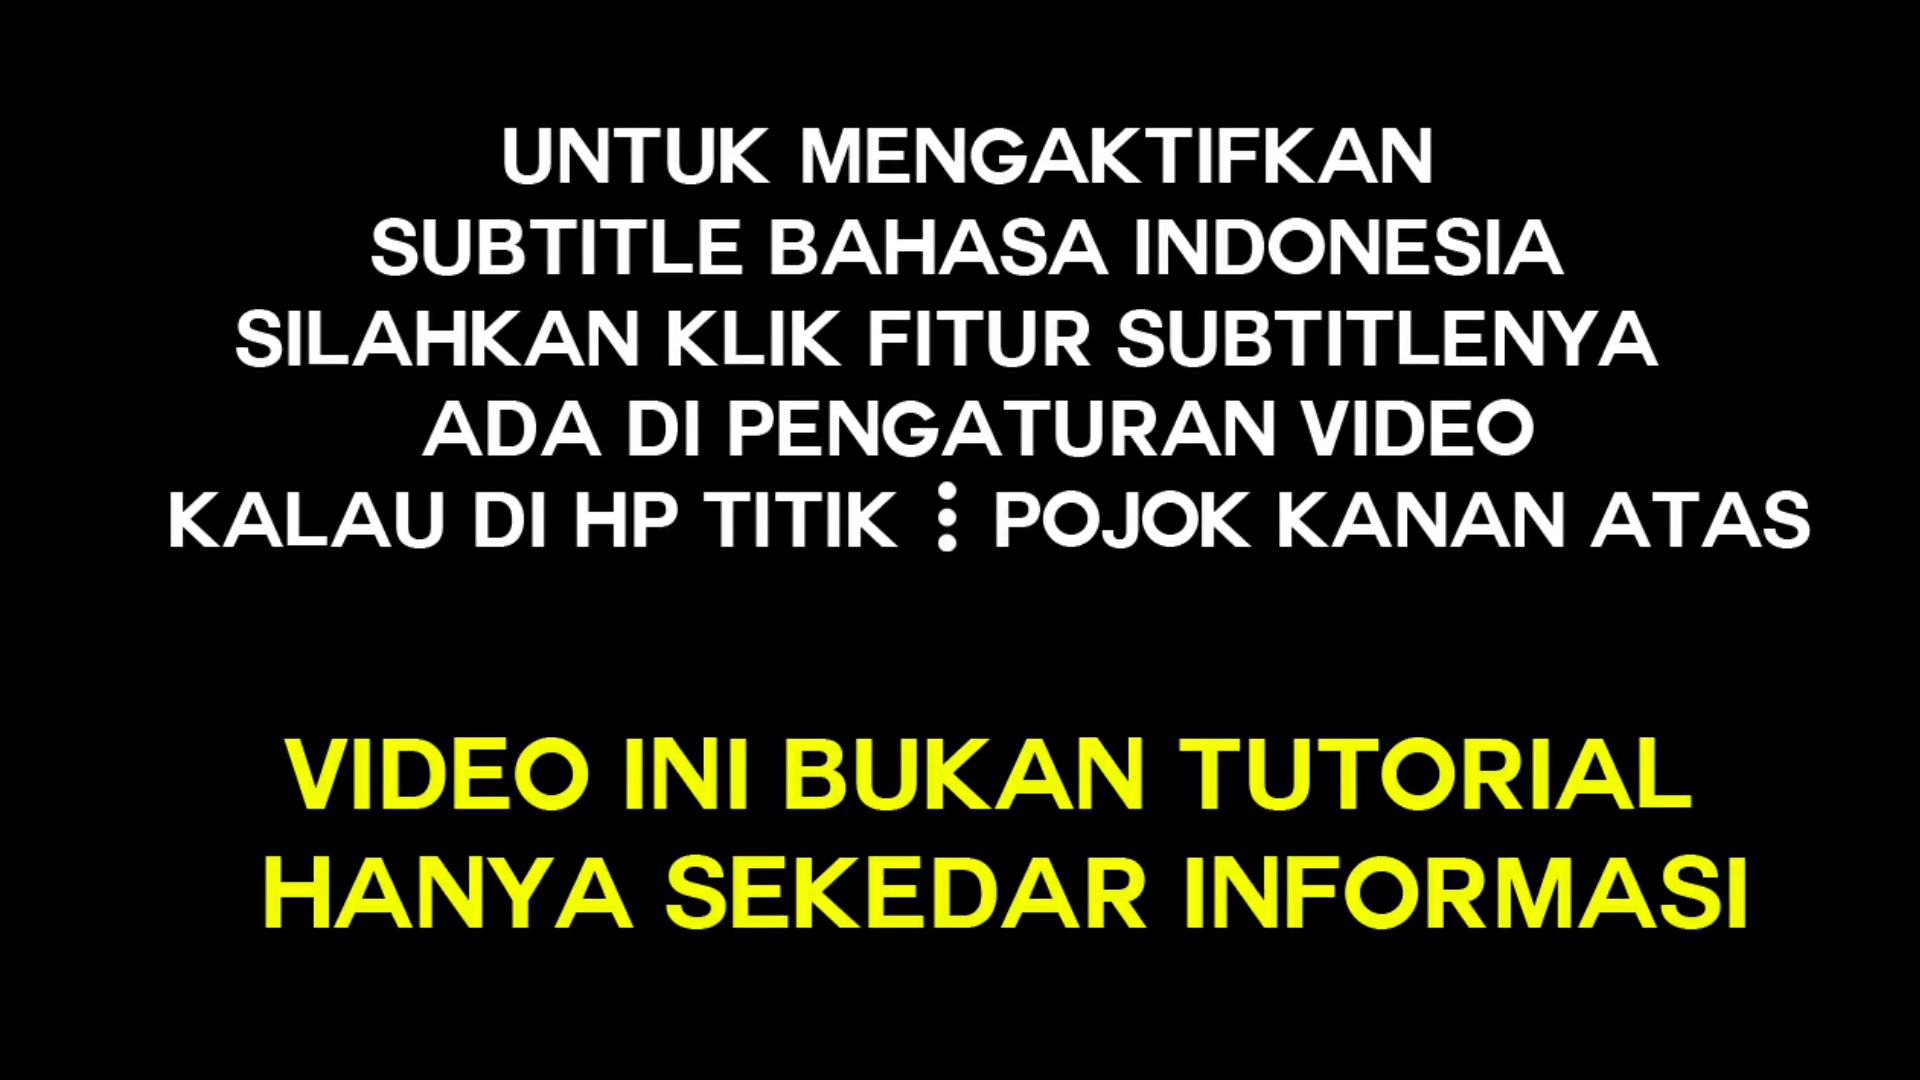 UNTUK MENGAKTIFKAN
SUBTITLE BAHASA INDONESIA
SILAHKAN KLIK FITUR SUBTITLENYA
ADA DI PENGATURAN VIDEO
KALAU DI HP TITIK ⋮ POJOK KANAN ATAS
VIDEO INI BUKAN TUTORIAL
HANYA SEKEDAR INFORMASI